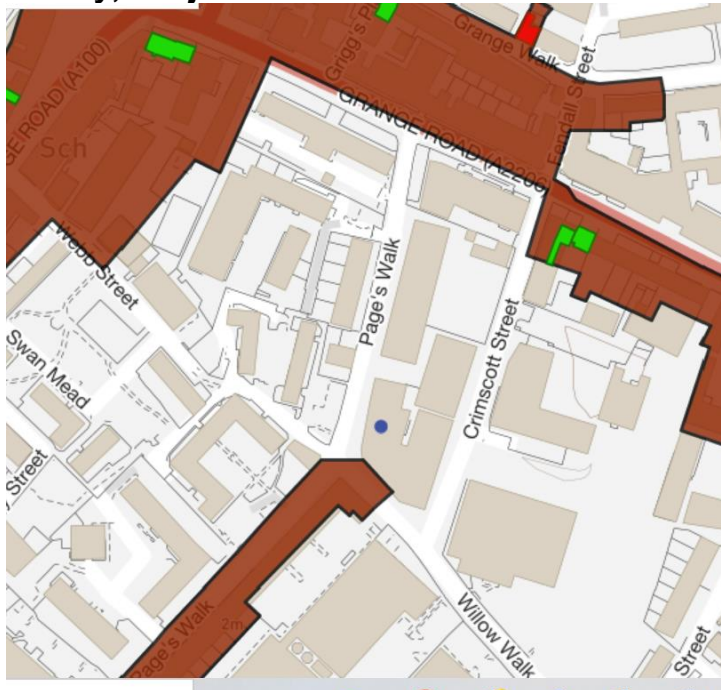 Grange Walk
Grigg's P
GE ROAD (A100)
GRANGE ROAD (A2200
Fendall Street
Sch
Webb Street
Page's Walk
Crimscott Street
Swan Mead
y Street
Page's Walk
2m
Willow Walk
Street